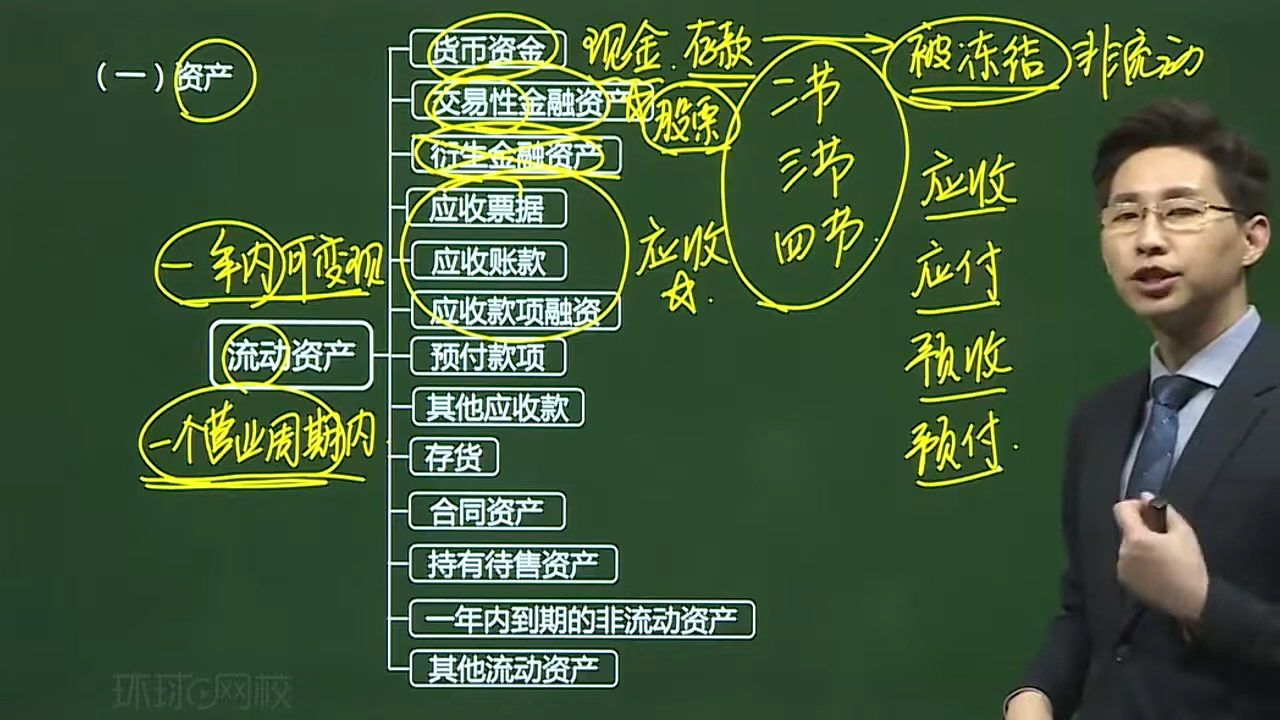 （一）资产
货币资金 现金.存款 被冻结 非流动
交易性金融资产 股票 二节
衍生金融资产 三节 应收
应收票据 四节.
一年内可变现 应收账款 应收 应付
应收款项融资
流动资产 预付款项 预收
一个营业周期内 其他应收款 预付.
存货
合同资产
持有待售资产
一年内到期的非流动资产
其他流动资产
环球网校